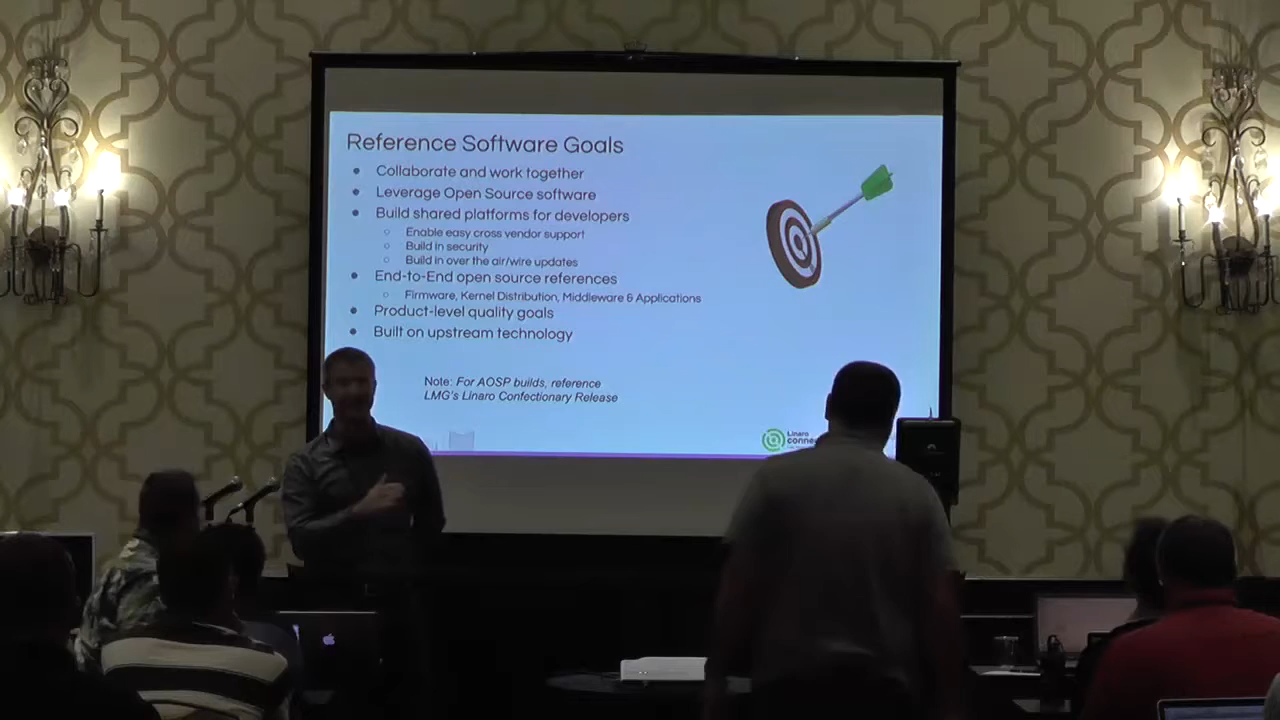 Reference Software Goals
Collaborate and work together
Leverage Open Source software
Build shared platforms for developers
Enable easy cross vendor support
Build in security
Build in over the air/wire updates
End-to-End open source references
Firmware, Kernel Distribution, Middleware & Applications
Product-level quality goals
Built on upstream technology
Note: For AOSP builds, reference
LMG's Linaro Confectionary Release
Linaro